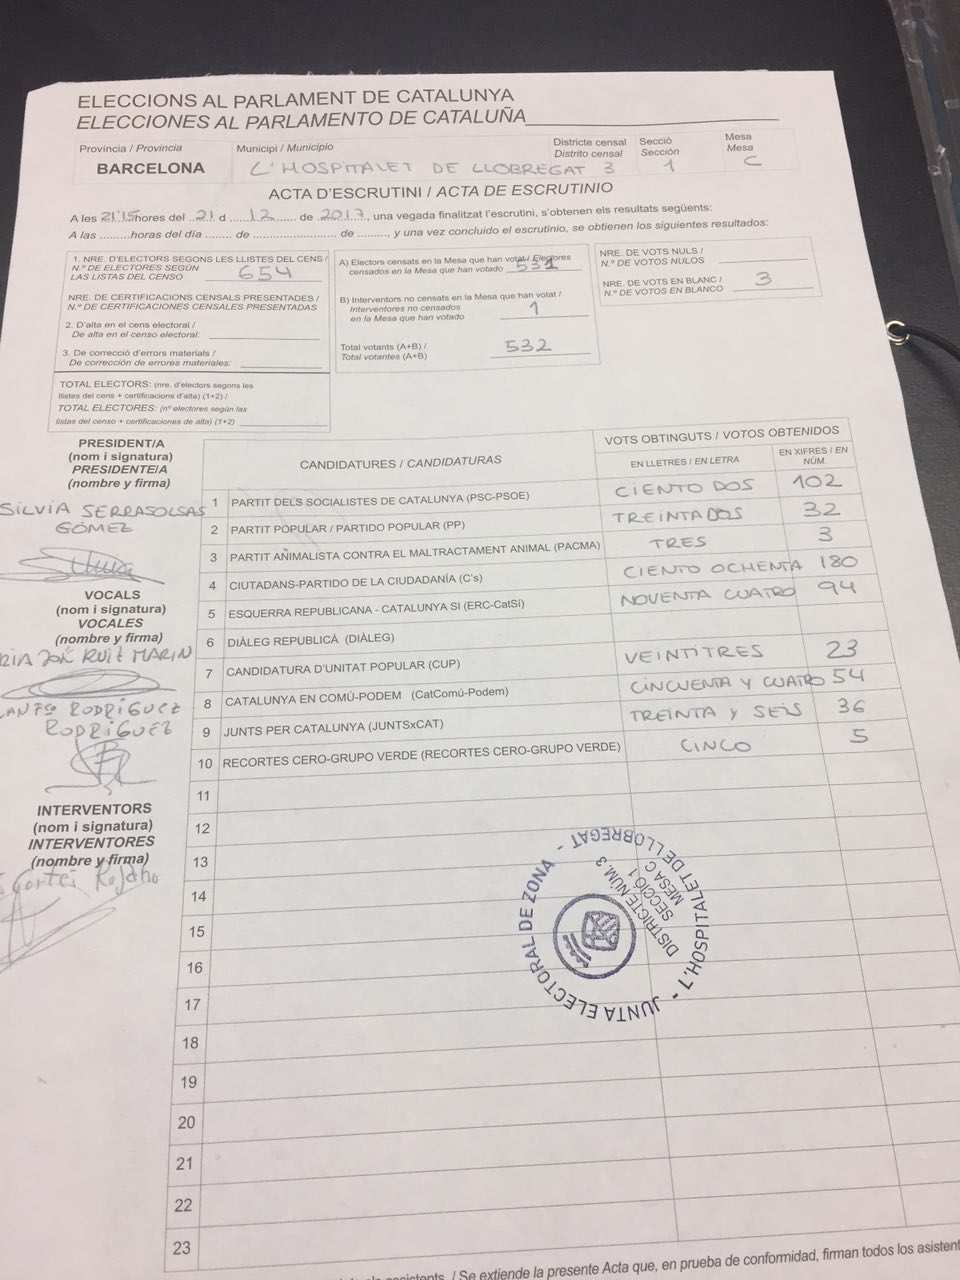 ELECCIONS AL PARLAMENT DE CATALUNYA
ELECCIONES AL PARLAMENTO DE CATALUÑA
Província / Provincia
BARCELONA
Municipi / Municipio
L'HOSPITALET DE LLOBREGAT
Districte censal
Distrito censal
3
Secció
Sección
1
Mesa
Mesa
C
ACTA D'ESCRUTINI / ACTA DE ESCRUTINIO
A les 21'15 hores del 21 d 12 de 2017, una vegada finalitzat l'escrutini, s'obtenen els resultats següents:
A las ........horas del día ...... de ........................ de ........, y una vez concluido el escrutinio, se obtienen los siguientes resultados:
1. NRE. D'ELECTORS SEGONS LES LLISTES DEL CENS /
N.º DE ELECTORES SEGÚN
LAS LISTAS DEL CENSO 654
NRE. DE CERTIFICACIONS CENSALS PRESENTADES /
N.º DE CERTIFICACIONES CENSALES PRESENTADAS
2. D'alta en el cens electoral /
De alta en el censo electoral:
3. De correcció d'errors materials /
De corrección de errores materiales:
TOTAL ELECTORS: (nre. d'electors segons les
llistes del cens + certificacions d'alta) (1+2) /
TOTAL ELECTORES: (nº electores según las
listas del censo + certificaciones de alta) (1+2)
A) Electors censats en la Mesa que han votat / Electores
censados en la Mesa que han votado 531
B) Interventors no censats en la Mesa que han votat /
Interventores no censados
en la Mesa que han votado 1
Total votants (A+B) /
Total votantes (A+B) 532
NRE. DE VOTS NULS /
N.º DE VOTOS NULOS
NRE. DE VOTS EN BLANC /
N.º DE VOTOS EN BLANCO 3
PRESIDENT/A
(nom i signatura)
PRESIDENTE/A
(nombre y firma)
SILVIA SERRASOLSAS
GÓMEZ
VOCALS
(nom i signatura)
VOCALES
(nombre y firma)
RUIZ MARIN
RODRÍGUEZ
RODRÍGUEZ
INTERVENTORS
(nom i signatura)
INTERVENTORES
(nombre y firma)
CANDIDATURES / CANDIDATURAS
VOTS OBTINGUTS / VOTOS OBTENIDOS
EN LLETRES / EN LETRA
EN XIFRES / EN NÚM.
1 PARTIT DELS SOCIALISTES DE CATALUNYA (PSC-PSOE) CIENTO DOS 102
2 PARTIT POPULAR / PARTIDO POPULAR (PP) TREINTADOS 32
3 PARTIT ANIMALISTA CONTRA EL MALTRACTAMENT ANIMAL (PACMA) TRES 3
4 CIUTADANS-PARTIDO DE LA CIUDADANÍA (C's) CIENTO OCHENTA 180
5 ESQUERRA REPUBLICANA - CATALUNYA SI (ERC-CatSí) NOVENTA CUATRO 94
6 DIÀLEG REPUBLICÀ (DIÀLEG)
7 CANDIDATURA D'UNITAT POPULAR (CUP) VEINTITRES 23
8 CATALUNYA EN COMÚ-PODEM (CatComú-Podem) CINCUENTA Y CUATRO 54
9 JUNTS PER CATALUNYA (JUNTSxCAT) TREINTA Y SEIS 36
10 RECORTES CERO-GRUPO VERDE (RECORTES CERO-GRUPO VERDE) CINCO 5
11
12
13
14
15
16
17
18
19
20
21
22
23
JUNTA ELECTORAL DE ZONA - L'HOSPITALET DE LLOBREGAT -
DISTRICTE NÚM. 3
SECCIÓ 1
MESA C
/ Se extiende la presente Acta que, en prueba de conformidad, firman todos los asistent